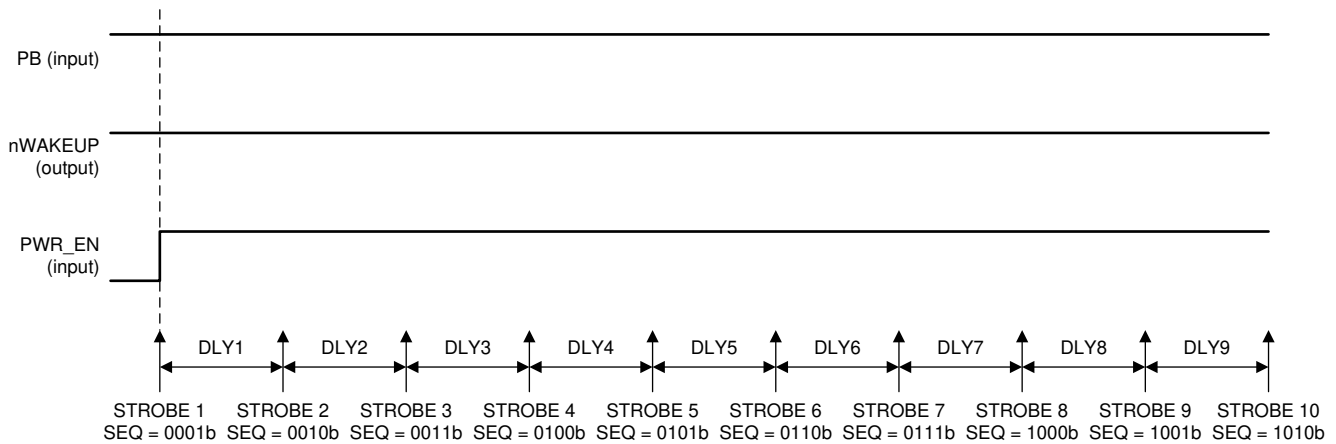 PB (input)
nWAKEUP
(output)
PWR_EN
(input)
DLY1 DLY2 DLY3 DLY4 DLY5 DLY6 DLY7 DLY8 DLY9
STROBE 1 STROBE 2 STROBE 3 STROBE 4 STROBE 5 STROBE 6 STROBE 7 STROBE 8 STROBE 9 STROBE 10
SEQ = 0001b SEQ = 0010b SEQ = 0011b SEQ = 0100b SEQ = 0101b SEQ = 0110b SEQ = 0111b SEQ = 1000b SEQ = 1001b SEQ = 1010b